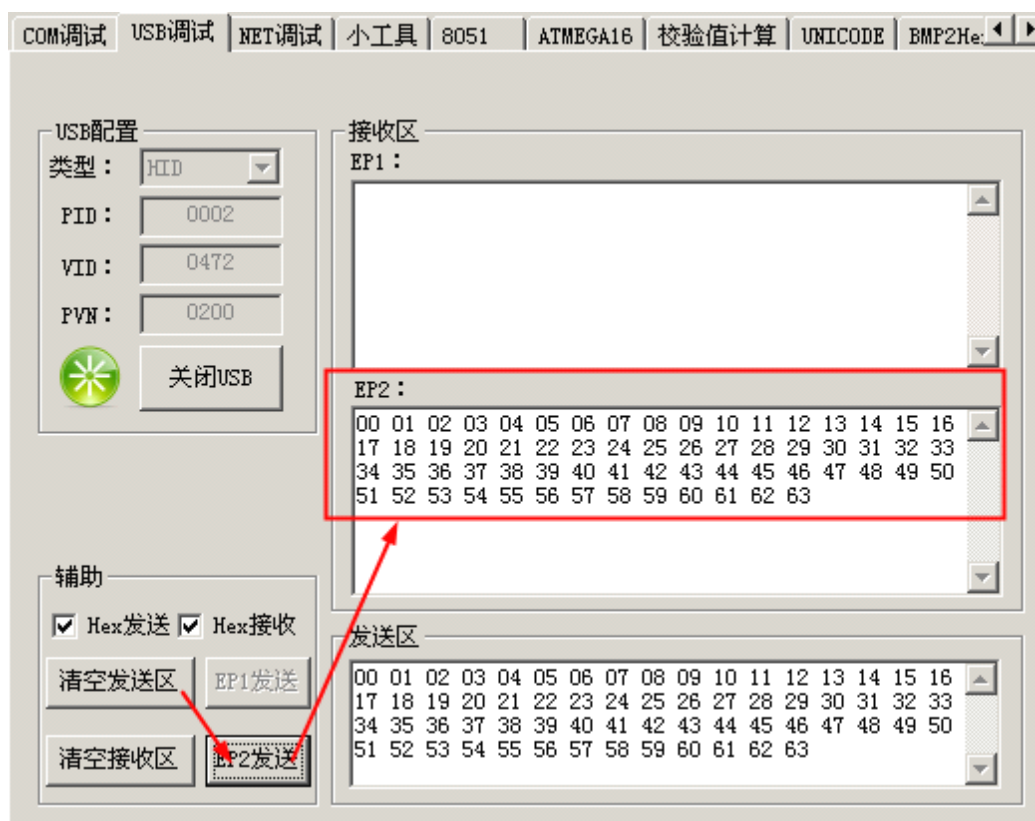 COM调试 USB调试 NET调试 小工具 8051 ATMEGA16 校验值计算 UNICODE BMP2He
USB配置
类型： HID
PID： 0002
VID： 0472
PVN： 0200
关闭USB
接收区
EP1：
EP2：
00 01 02 03 04 05 06 07 08 09 10 11 12 13 14 15 16
17 18 19 20 21 22 23 24 25 26 27 28 29 30 31 32 33
34 35 36 37 38 39 40 41 42 43 44 45 46 47 48 49 50
51 52 53 54 55 56 57 58 59 60 61 62 63
辅助
Hex发送 Hex接收
清空发送区 EP1发送
清空接收区 EP2发送
发送区
00 01 02 03 04 05 06 07 08 09 10 11 12 13 14 15 16
17 18 19 20 21 22 23 24 25 26 27 28 29 30 31 32 33
34 35 36 37 38 39 40 41 42 43 44 45 46 47 48 49 50
51 52 53 54 55 56 57 58 59 60 61 62 63